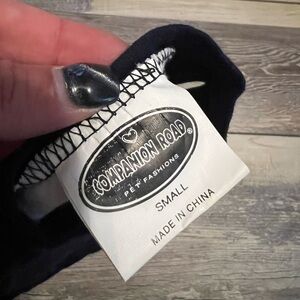 COMPANION ROAD®
PET FASHIONS
SMALL
MADE IN CHINA